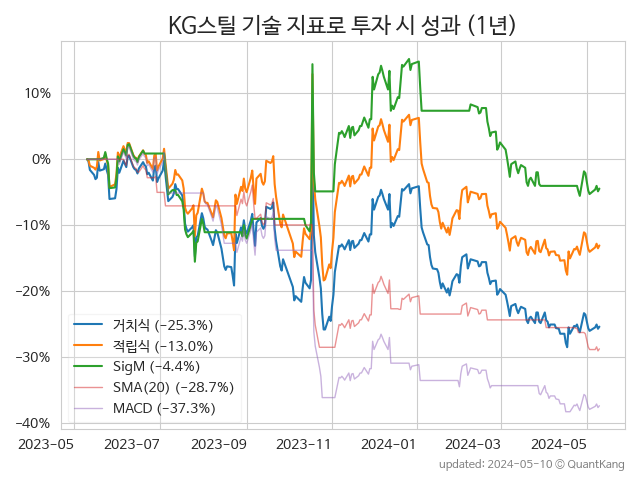 KG스틸 기술 지표로 투자 시 성과 (1년)
10%
0%
−10%
−20%
−30%
−40%
거치식 (−25.3%)
적립식 (−13.0%)
SigM (−4.4%)
SMA(20) (−28.7%)
MACD (−37.3%)
2023-05
2023-07
2023-09
2023-11
2024-01
2024-03
2024-05
updated: 2024-05-10 © QuantKang